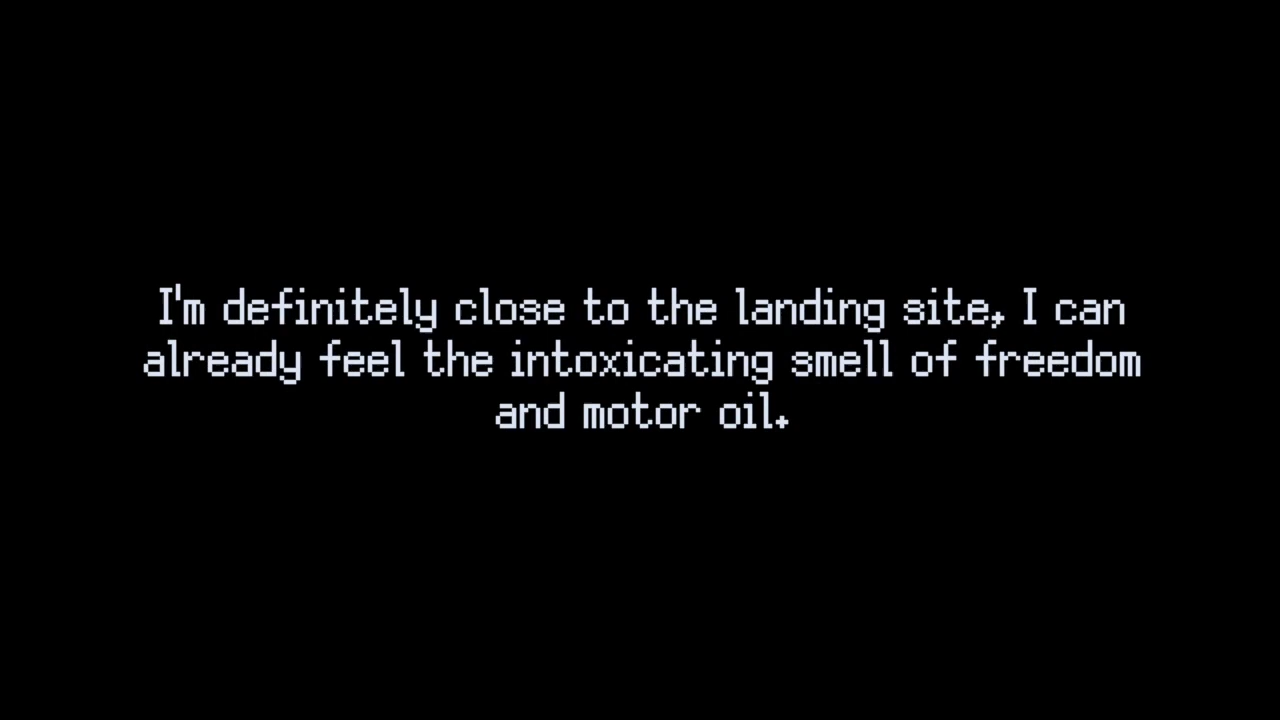 I'm definitely close to the landing site, I can
already feel the intoxicating smell of freedom
and motor oil.